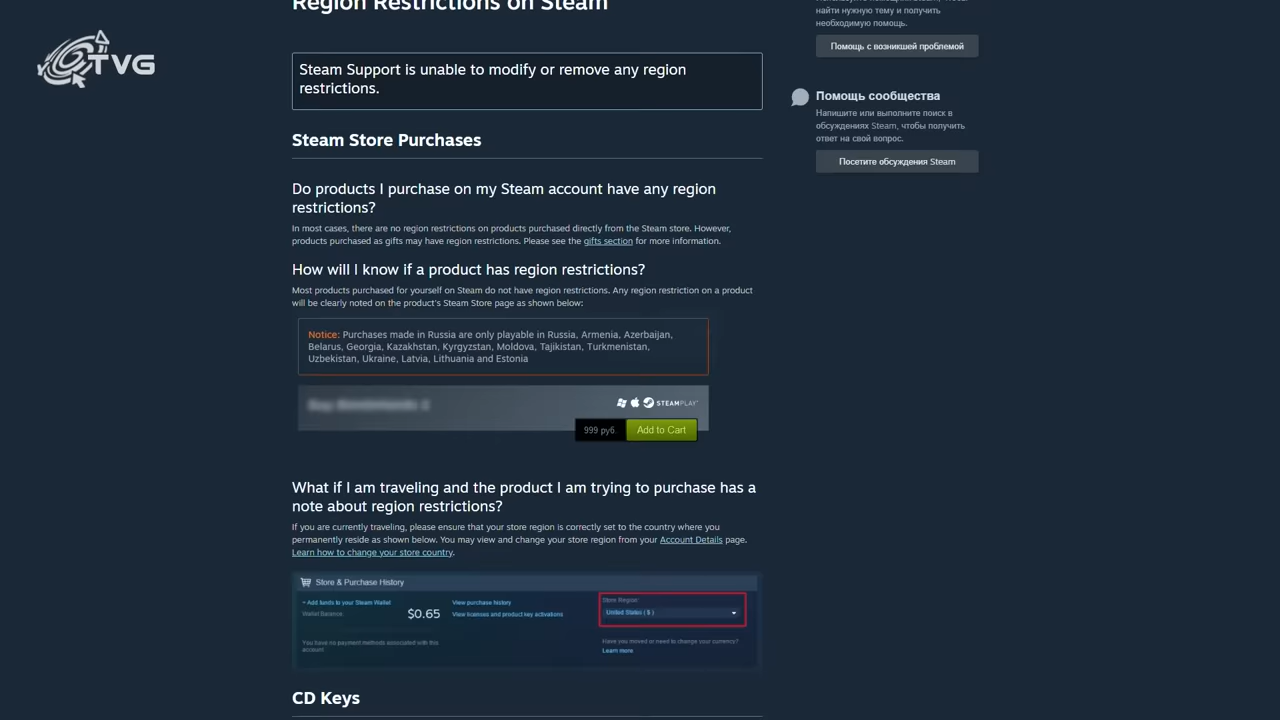 Region Restrictions on Steam
TVG
Steam Support is unable to modify or remove any region
restrictions.
Steam Store Purchases
Do products I purchase on my Steam account have any region
restrictions?
In most cases, there are no region restrictions on products purchased directly from the Steam store. However,
products purchased as gifts may have region restrictions. Please see the gifts section for more information.
How will I know if a product has region restrictions?
Most products purchased for yourself on Steam do not have region restrictions. Any region restriction on a product
will be clearly noted on the product's Steam Store page as shown below:
Notice: Purchases made in Russia are only playable in Russia, Armenia, Azerbaijan,
Belarus, Georgia, Kazakhstan, Kyrgyzstan, Moldova, Tajikistan, Turkmenistan,
Uzbekistan, Ukraine, Latvia, Lithuania and Estonia
STEAMPLAY
999 руб.
Add to Cart
What if I am traveling and the product I am trying to purchase has a
note about region restrictions?
If you are currently traveling, please ensure that your store region is correctly set to the country where you
permanently reside as shown below. You may view and change your store region from your Account Details page.
Learn how to change your store country.
Store & Purchase History
+ Add funds to your Steam Wallet
Wallet Balance
$0.65
View purchase history
View licenses and product key activations
Store Region:
United States ( $ )
You have no payment methods associated with this
account
Have you moved or need to change your currency?
Learn more
CD Keys
найти нужную тему и получить
необходимую помощь.
Помощь с возникшей проблемой
Помощь сообщества
Напишите или выполните поиск в
обсуждениях Steam, чтобы получить
ответ на свой вопрос.
Посетите обсуждения Steam